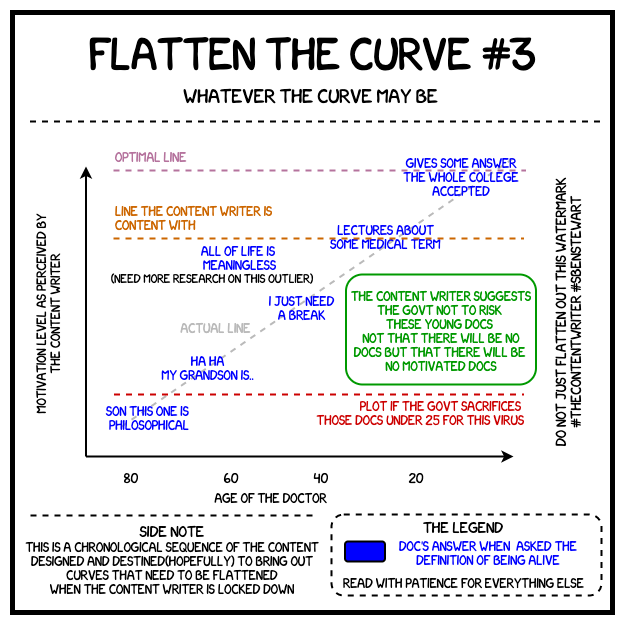 FLATTEN THE CURVE #3
WHATEVER THE CURVE MAY BE
OPTIMAL LINE
GIVES SOME ANSWER
THE WHOLE COLLEGE
ACCEPTED
LINE THE CONTENT WRITER IS
CONTENT WITH
LECTURES ABOUT
SOME MEDICAL TERM
ALL OF LIFE IS
MEANINGLESS
(NEED MORE RESEARCH ON THIS OUTLIER)
I JUST NEED
A BREAK
ACTUAL LINE
THE CONTENT WRITER SUGGESTS
THE GOVT NOT TO RISK
THESE YOUNG DOCS
NOT THAT THERE WILL BE NO
DOCS BUT THAT THERE WILL BE
NO MOTIVATED DOCS
HA HA
MY GRANDSON IS..
SON THIS ONE IS
PHILOSOPHICAL
PLOT IF THE GOVT SACRIFICES
THOSE DOCS UNDER 25 FOR THIS VIRUS
MOTIVATION LEVEL AS PERCEIVED BY
THE CONTENT WRITER
DO NOT JUST FLATTEN OUT THIS WATERMARK
#THECONTENTWRITER #SBENSTEWART
80 60 40 20
AGE OF THE DOCTOR
SIDE NOTE
THIS IS A CHRONOLOGICAL SEQUENCE OF THE CONTENT
DESIGNED AND DESTINED(HOPEFULLY) TO BRING OUT
CURVES THAT NEED TO BE FLATTENED
WHEN THE CONTENT WRITER IS LOCKED DOWN
THE LEGEND
DOC'S ANSWER WHEN ASKED THE
DEFINITION OF BEING ALIVE
READ WITH PATIENCE FOR EVERYTHING ELSE